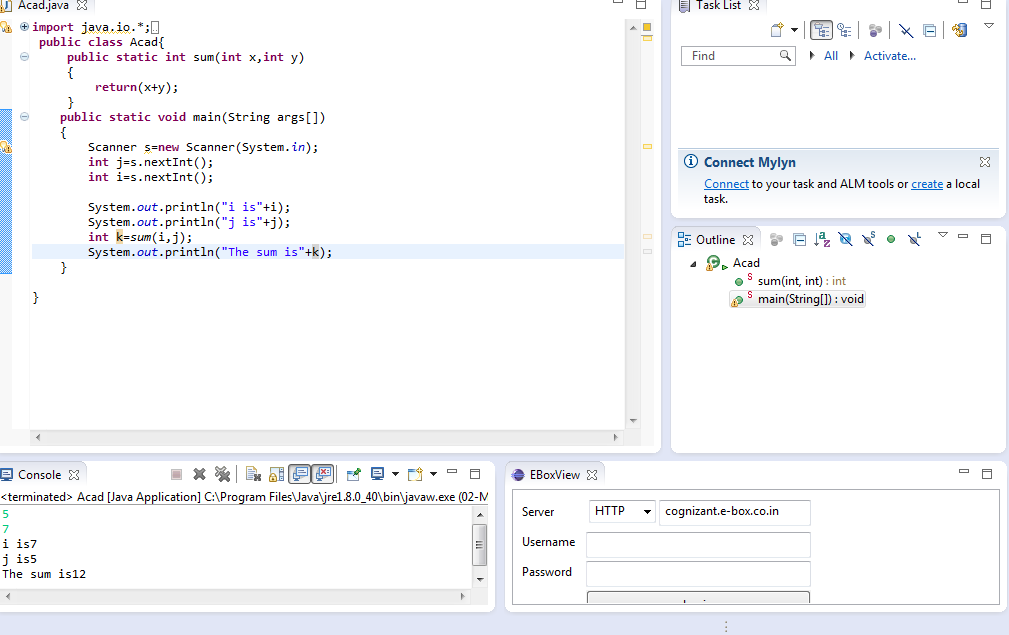 Acad.java
import java.io.*;
public class Acad{
public static int sum(int x,int y)
{
return(x+y);
}
public static void main(String args[])
{
Scanner s=new Scanner(System.in);
int j=s.nextInt();
int i=s.nextInt();
System.out.println("i is"+i);
System.out.println("j is"+j);
int k=sum(i,j);
System.out.println("The sum is"+k);
}
}
Task List
Find
All
Activate...
Connect Mylyn
Connect to your task and ALM tools or create a local
task.
Outline
Acad
sum(int, int) : int
main(String[]) : void
Console
<terminated> Acad [Java Application] C:\Program Files\Java\jre1.8.0_40\bin\javaw.exe (02-M
5
7
i is7
j is5
The sum is12
EBoxView
Server
HTTP
cognizant.e-box.co.in
Username
Password